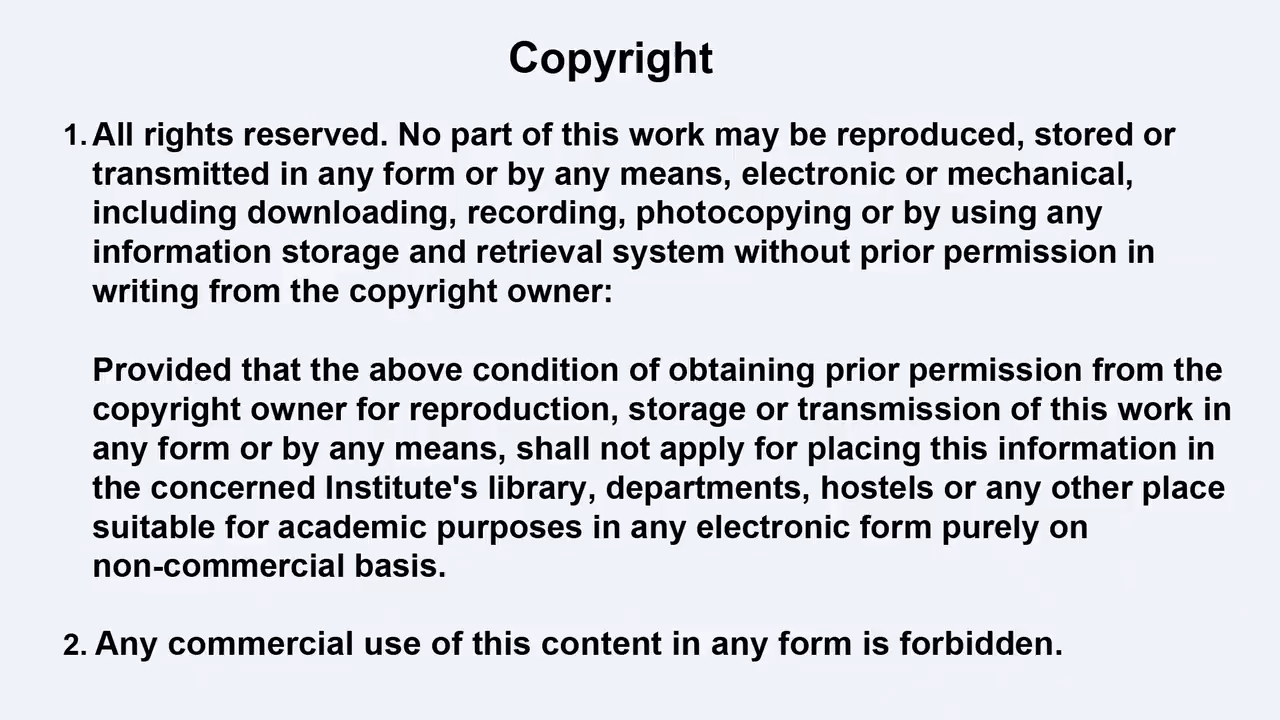 Copyright
1. All rights reserved. No part of this work may be reproduced, stored or
transmitted in any form or by any means, electronic or mechanical,
including downloading, recording, photocopying or by using any
information storage and retrieval system without prior permission in
writing from the copyright owner:
Provided that the above condition of obtaining prior permission from the
copyright owner for reproduction, storage or transmission of this work in
any form or by any means, shall not apply for placing this information in
the concerned Institute's library, departments, hostels or any other place
suitable for academic purposes in any electronic form purely on
non-commercial basis.
2. Any commercial use of this content in any form is forbidden.